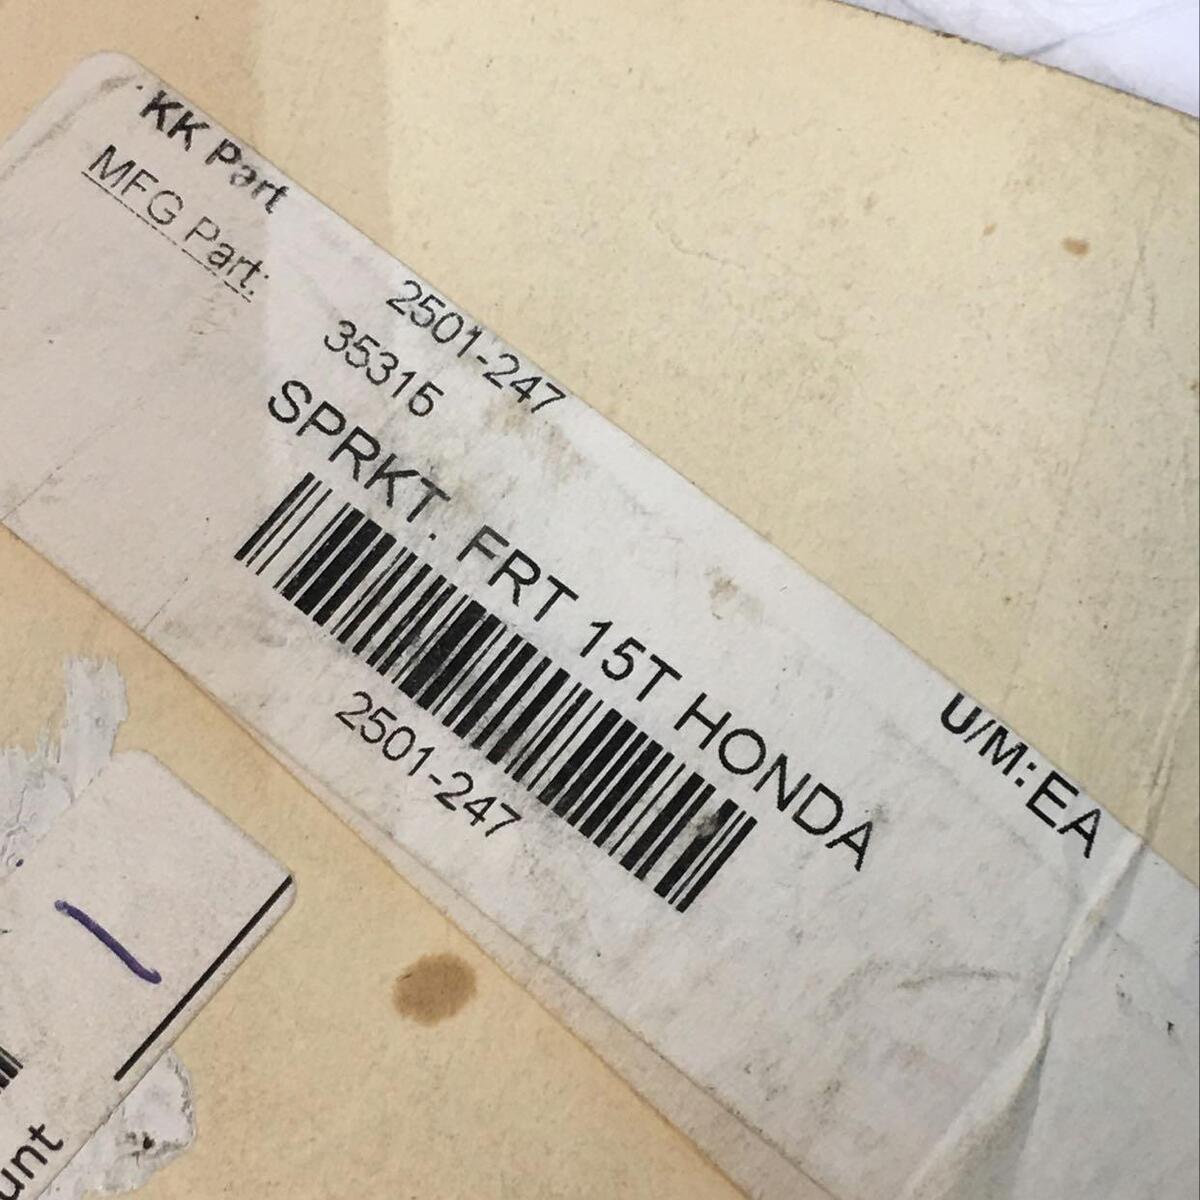 KK Part
MFG Part:
2501-247
35315
SPRKT. FRT 15T HONDA
U/M: EA
2501-247
unt